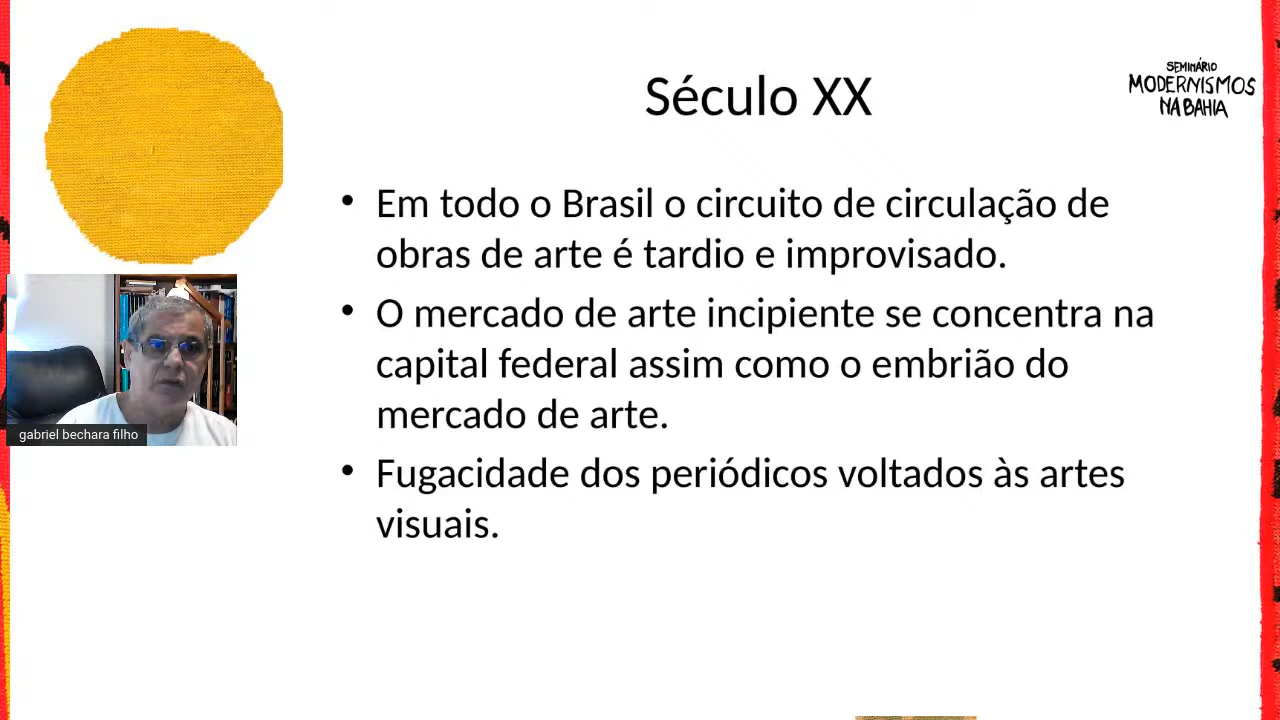 Século XX
SEMINÁRIO
MODERNISMOS
NA BAHIA
• Em todo o Brasil o circuito de circulação de
obras de arte é tardio e improvisado.
• O mercado de arte incipiente se concentra na
capital federal assim como o embrião do
mercado de arte.
• Fugacidade dos periódicos voltados às artes
visuais.
gabriel bechara filho